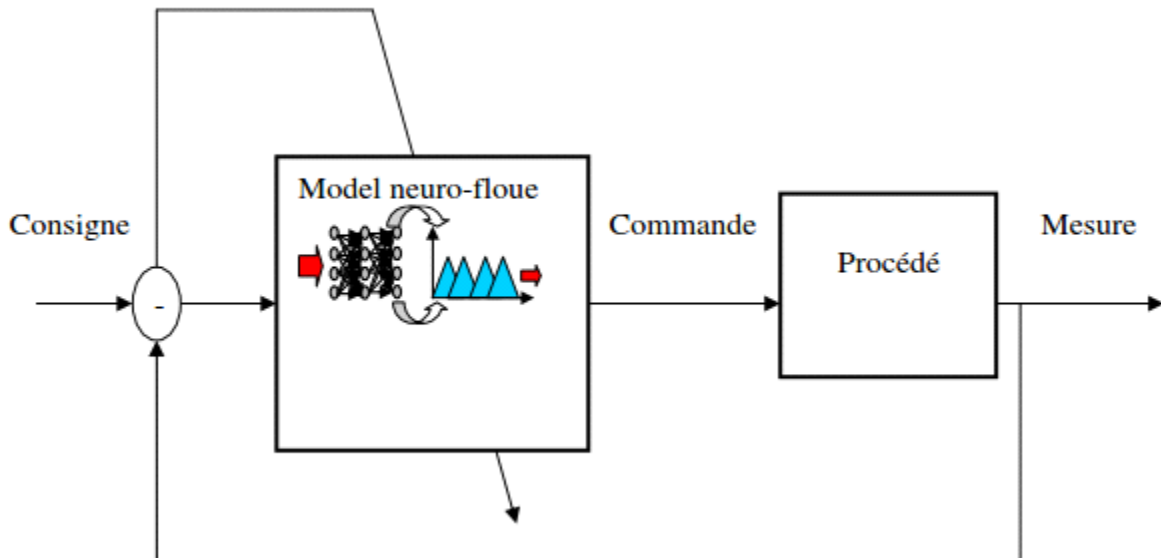 Model neuro-floue
Consigne
Commande
Mesure
Procédé
-